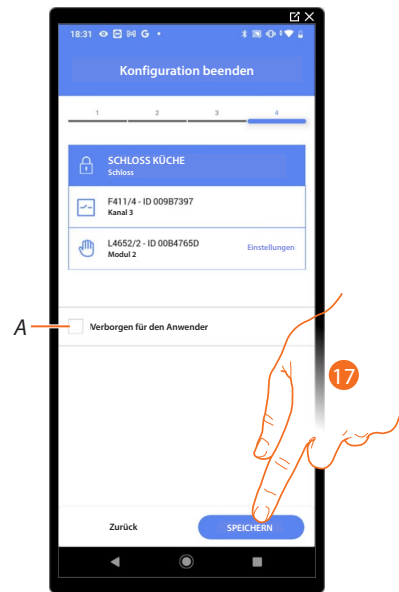 18:31 G
Konfiguration beenden
1 2 3 4
SCHLOSS KÜCHE
Schloss
F411/4 - ID 009B7397
Kanal 3
L4652/2 - ID 00B4765D
Modul 2
Einstellungen
A
Verborgen für den Anwender
17
Zurück
SPEICHERN